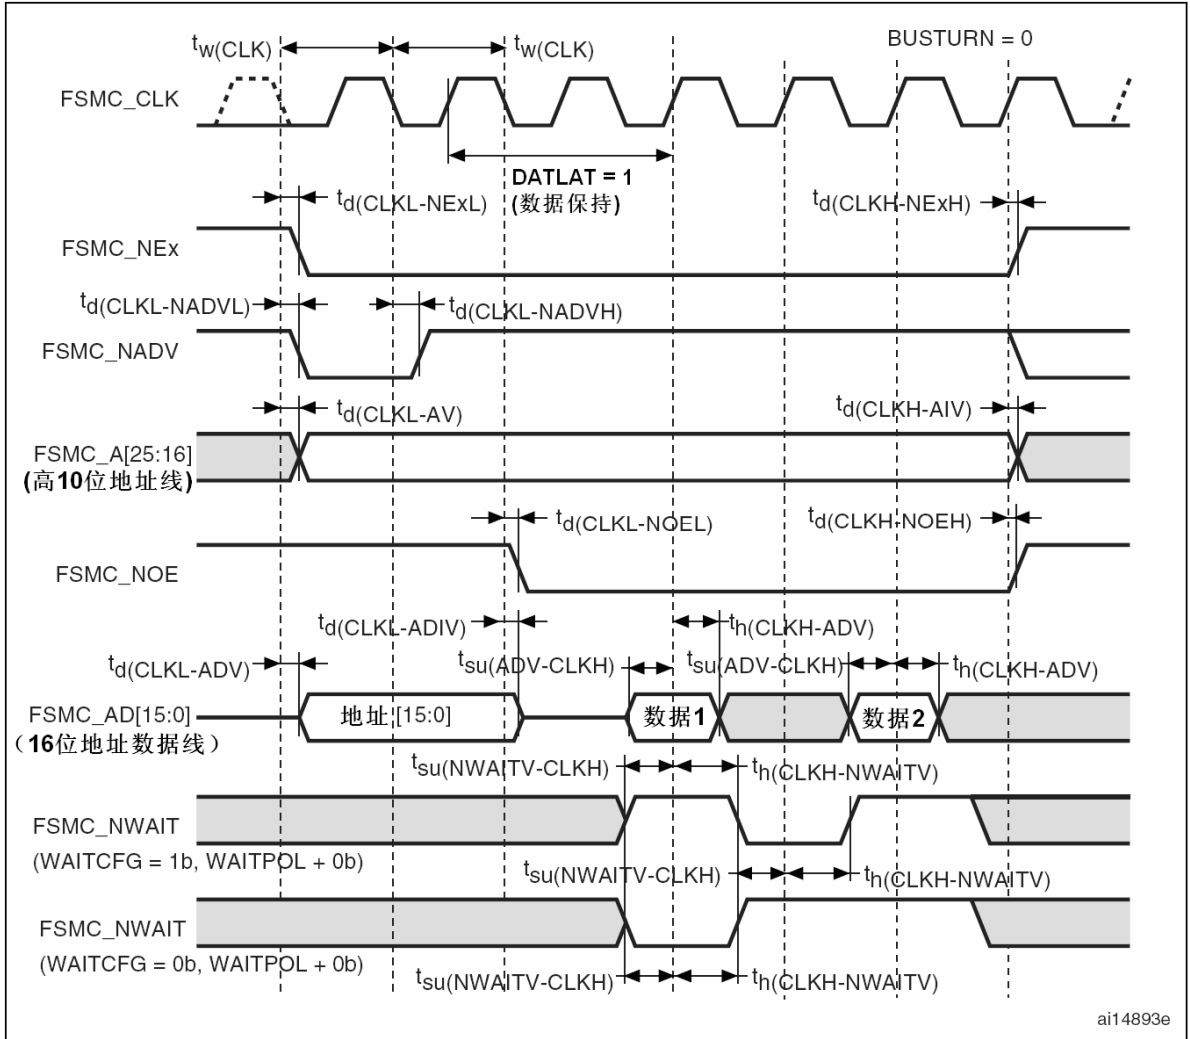 tw(CLK)
tw(CLK)
BUSTURN = 0
FSMC_CLK
DATLAT = 1
(数据保持)
td(CLKL-NExL)
td(CLKH-NExH)
FSMC_NEx
td(CLKL-NADVL)
td(CLKL-NADVH)
FSMC_NADV
td(CLKL-AV)
td(CLKH-AIV)
FSMC_A[25:16]
(高10位地址线)
td(CLKL-NOEL)
td(CLKH-NOEH)
FSMC_NOE
td(CLKL-ADIV)
th(CLKH-ADV)
td(CLKL-ADV)
tsu(ADV-CLKH)
tsu(ADV-CLKH)
th(CLKH-ADV)
FSMC_AD[15:0]
地址 [15:0]
数据1
数据2
（16位地址数据线）
tsu(NWAITV-CLKH)
th(CLKH-NWAITV)
FSMC_NWAIT
(WAITCFG = 1b, WAITPOL + 0b)
tsu(NWAITV-CLKH)
th(CLKH-NWAITV)
FSMC_NWAIT
(WAITCFG = 0b, WAITPOL + 0b)
tsu(NWAITV-CLKH)
th(CLKH-NWAITV)
ai14893e